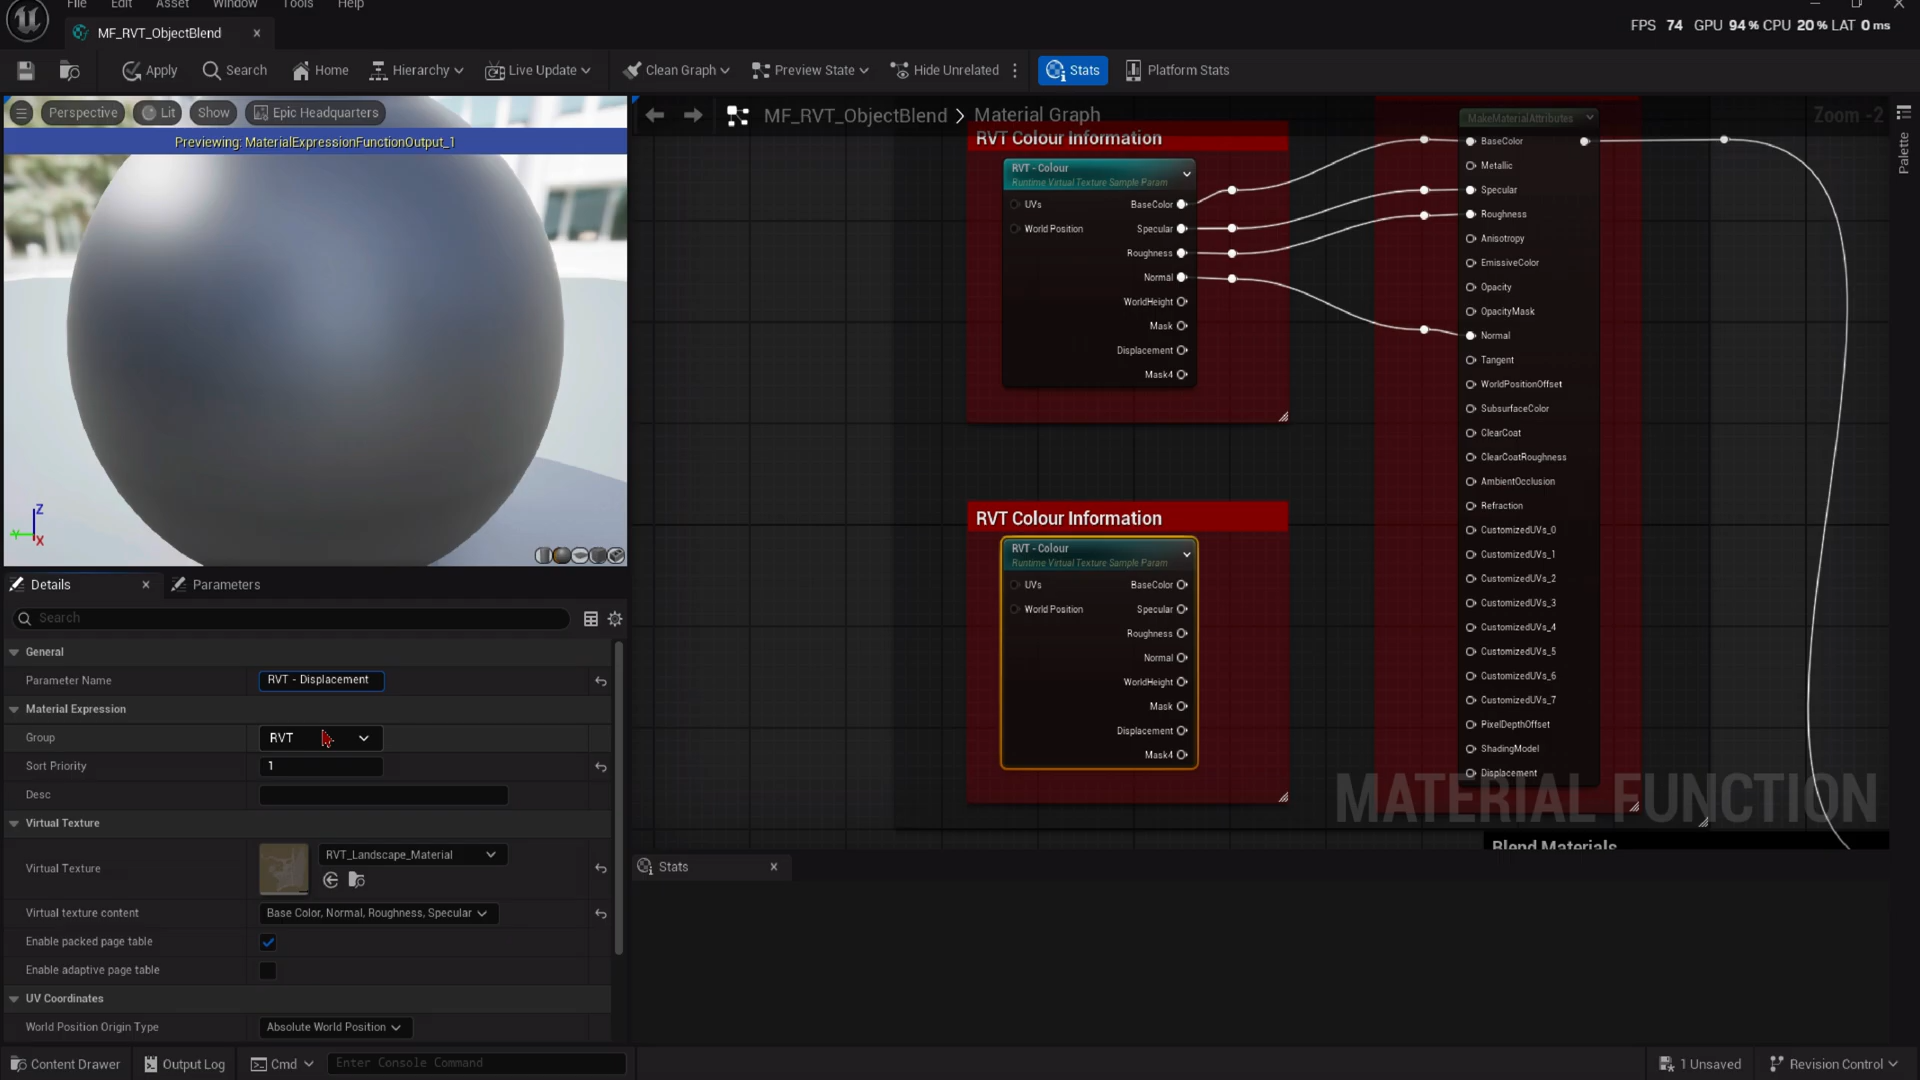 File Edit Asset Window Tools Help
FPS 74 GPU 94 % CPU 20 % LAT 0 ms
MF_RVT_ObjectBlend
Apply Search Home Hierarchy Live Update Clean Graph Preview State Hide Unrelated Stats Platform Stats
Perspective Lit Show Epic Headquarters
Previewing: MaterialExpressionFunctionOutput_1
Z
Y
X
MF_RVT_ObjectBlend > Material Graph
Zoom -2
Palette
RVT Colour Information
RVT - Colour
Runtime Virtual Texture Sample Param
UVs BaseColor
World Position Specular
Roughness
Normal
WorldHeight
Mask
Displacement
Mask4
RVT Colour Information
RVT - Colour
Runtime Virtual Texture Sample Param
UVs BaseColor
World Position Specular
Roughness
Normal
WorldHeight
Mask
Displacement
Mask4
MakeMaterialAttributes
BaseColor
Metallic
Specular
Roughness
Anisotropy
EmissiveColor
Opacity
OpacityMask
Normal
Tangent
WorldPositionOffset
SubsurfaceColor
ClearCoat
ClearCoatRoughness
AmbientOcclusion
Refraction
CustomizedUVs_0
CustomizedUVs_1
CustomizedUVs_2
CustomizedUVs_3
CustomizedUVs_4
CustomizedUVs_5
CustomizedUVs_6
CustomizedUVs_7
PixelDepthOffset
ShadingModel
Displacement
MATERIAL FUNCTION
Blend Materials
Details Parameters
Search
General
Parameter Name RVT - Displacement
Material Expression
Group RVT
Sort Priority 1
Desc
Virtual Texture
Virtual Texture RVT_Landscape_Material
Virtual texture content Base Color, Normal, Roughness, Specular
Enable packed page table
Enable adaptive page table
UV Coordinates
World Position Origin Type Absolute World Position
Stats
Content Drawer Output Log Cmd Enter Console Command
1 Unsaved Revision Control